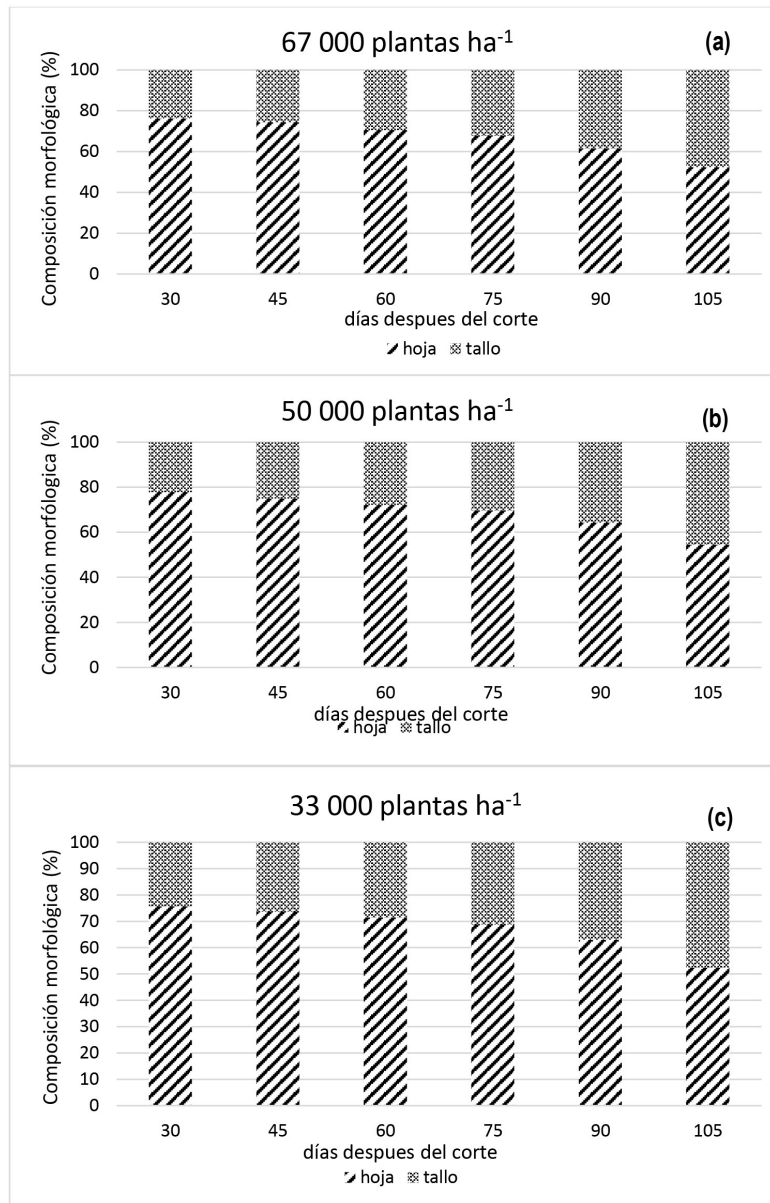 67 000 plantas ha⁻¹
(a)
Composición morfológica (%)
100
80
60
40
20
0
30 45 60 75 90 105
días despues del corte
hoja tallo
50 000 plantas ha⁻¹
(b)
Composición morfólogica (%)
100
80
60
40
20
0
30 45 60 75 90 105
días despues del corte
hoja tallo
33 000 plantas ha⁻¹
(c)
Composición morfológica (%)
100
90
80
70
60
50
40
30
20
10
0
30 45 60 75 90 105
días despues del corte
hoja tallo